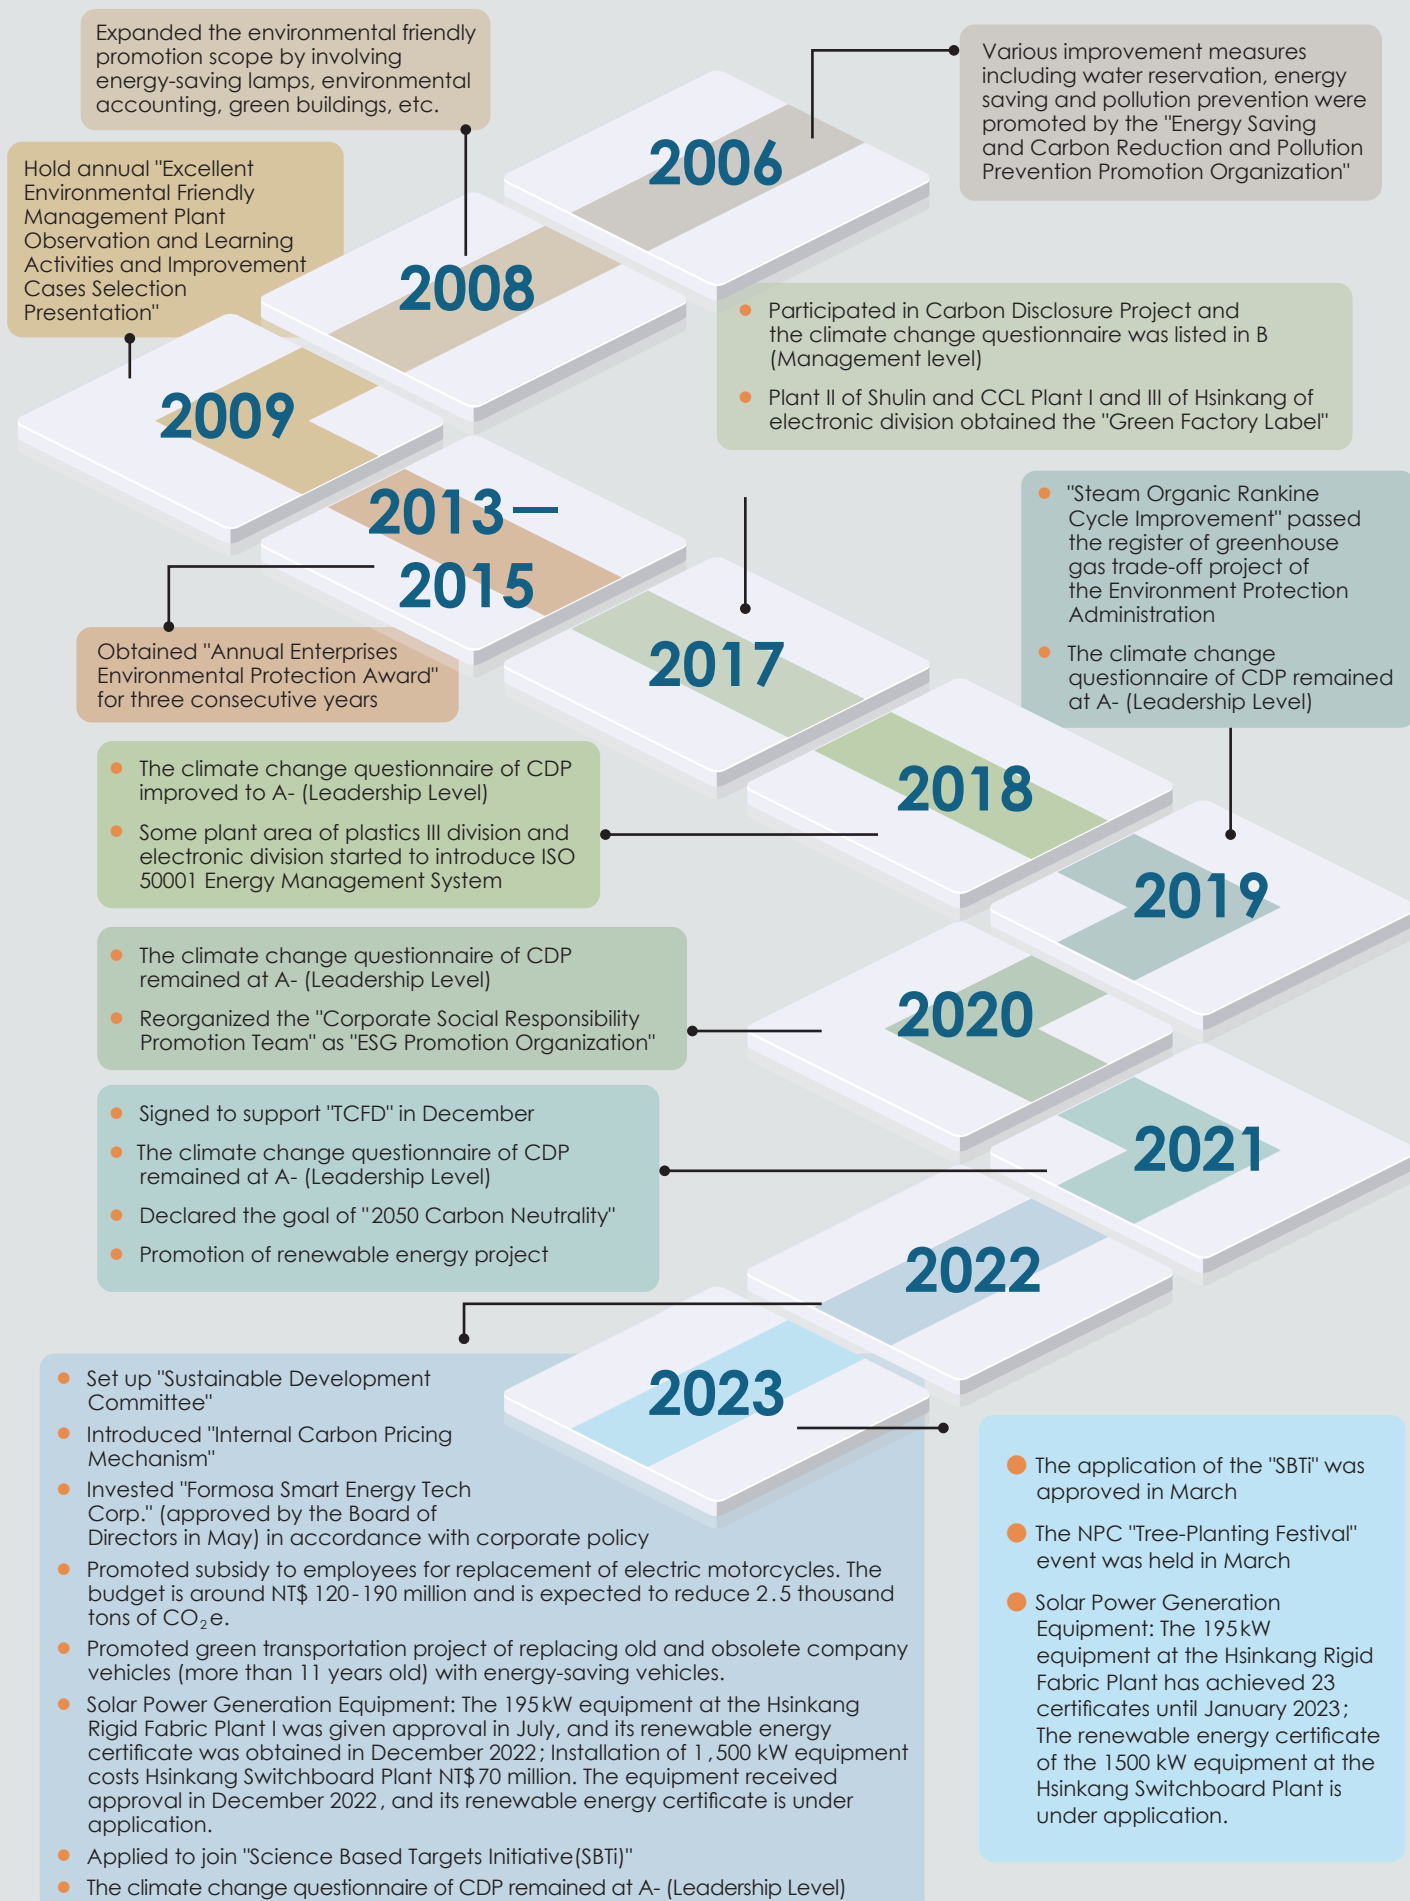 Various improvement measures
including water reservation, energy
saving and pollution prevention were
promoted by the "Energy Saving
and Carbon Reduction and Pollution
Prevention Promotion Organization"
2006
Expanded the environmental friendly
promotion scope by involving
energy-saving lamps, environmental
accounting, green buildings, etc.
2008
Hold annual "Excellent
Environmental Friendly
Management Plant
Observation and Learning
Activities and Improvement
Cases Selection
Presentation"
2009
2013—
2015
Obtained "Annual Enterprises
Environmental Protection Award"
for three consecutive years
Participated in Carbon Disclosure Project and
the climate change questionnaire was listed in B
(Management level)
Plant II of Shulin and CCL Plant I and III of Hsinkang of
electronic division obtained the "Green Factory Label"
2017
The climate change questionnaire of CDP
improved to A- (Leadership Level)
Some plant area of plastics III division and
electronic division started to introduce ISO
50001 Energy Management System
2018
"Steam Organic Rankine
Cycle Improvement" passed
the register of greenhouse
gas trade-off project of
the Environment Protection
Administration
The climate change
questionnaire of CDP remained
at A- (Leadership Level)
2019
The climate change questionnaire of CDP
remained at A- (Leadership Level)
Reorganized the "Corporate Social Responsibility
Promotion Team" as "ESG Promotion Organization"
2020
Signed to support "TCFD" in December
The climate change questionnaire of CDP
remained at A- (Leadership Level)
Declared the goal of "2050 Carbon Neutrality"
Promotion of renewable energy project
2021
2022
Set up "Sustainable Development
Committee"
Introduced "Internal Carbon Pricing
Mechanism"
Invested "Formosa Smart Energy Tech
Corp." (approved by the Board of
Directors in May) in accordance with corporate policy
Promoted subsidy to employees for replacement of electric motorcycles. The
budget is around NT$ 120-190 million and is expected to reduce 2.5 thousand
tons of CO₂e.
Promoted green transportation project of replacing old and obsolete company
vehicles (more than 11 years old) with energy-saving vehicles.
Solar Power Generation Equipment: The 195kW equipment at the Hsinkang
Rigid Fabric Plant I was given approval in July, and its renewable energy
certificate was obtained in December 2022; Installation of 1,500 kW equipment
costs Hsinkang Switchboard Plant NT$70 million. The equipment received
approval in December 2022, and its renewable energy certificate is under
application.
Applied to join "Science Based Targets Initiative(SBTi)"
The climate change questionnaire of CDP remained at A- (Leadership Level)
2023
The application of the "SBTi" was
approved in March
The NPC "Tree-Planting Festival"
event was held in March
Solar Power Generation
Equipment: The 195kW
equipment at the Hsinkang Rigid
Fabric Plant has achieved 23
certificates until January 2023;
The renewable energy certificate
of the 1500 kW equipment at the
Hsinkang Switchboard Plant is
under application.